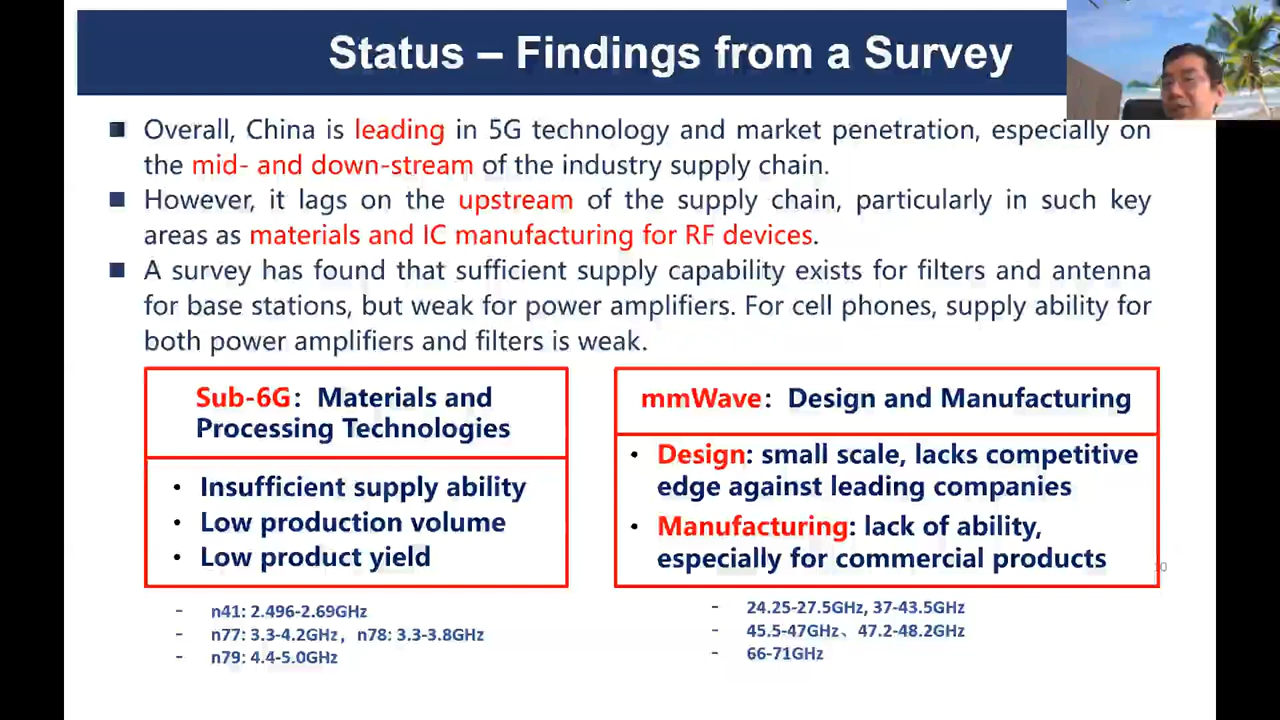 Status – Findings from a Survey
■ Overall, China is leading in 5G technology and market penetration, especially on
the mid- and down-stream of the industry supply chain.
■ However, it lags on the upstream of the supply chain, particularly in such key
areas as materials and IC manufacturing for RF devices.
■ A survey has found that sufficient supply capability exists for filters and antenna
for base stations, but weak for power amplifiers. For cell phones, supply ability for
both power amplifiers and filters is weak.
Sub-6G：Materials and
Processing Technologies
• Insufficient supply ability
• Low production volume
• Low product yield
- n41: 2.496-2.69GHz
- n77: 3.3-4.2GHz，n78: 3.3-3.8GHz
- n79: 4.4-5.0GHz
mmWave：Design and Manufacturing
• Design: small scale, lacks competitive
edge against leading companies
• Manufacturing: lack of ability,
especially for commercial products
- 24.25-27.5GHz, 37-43.5GHz
- 45.5-47GHz、47.2-48.2GHz
- 66-71GHz